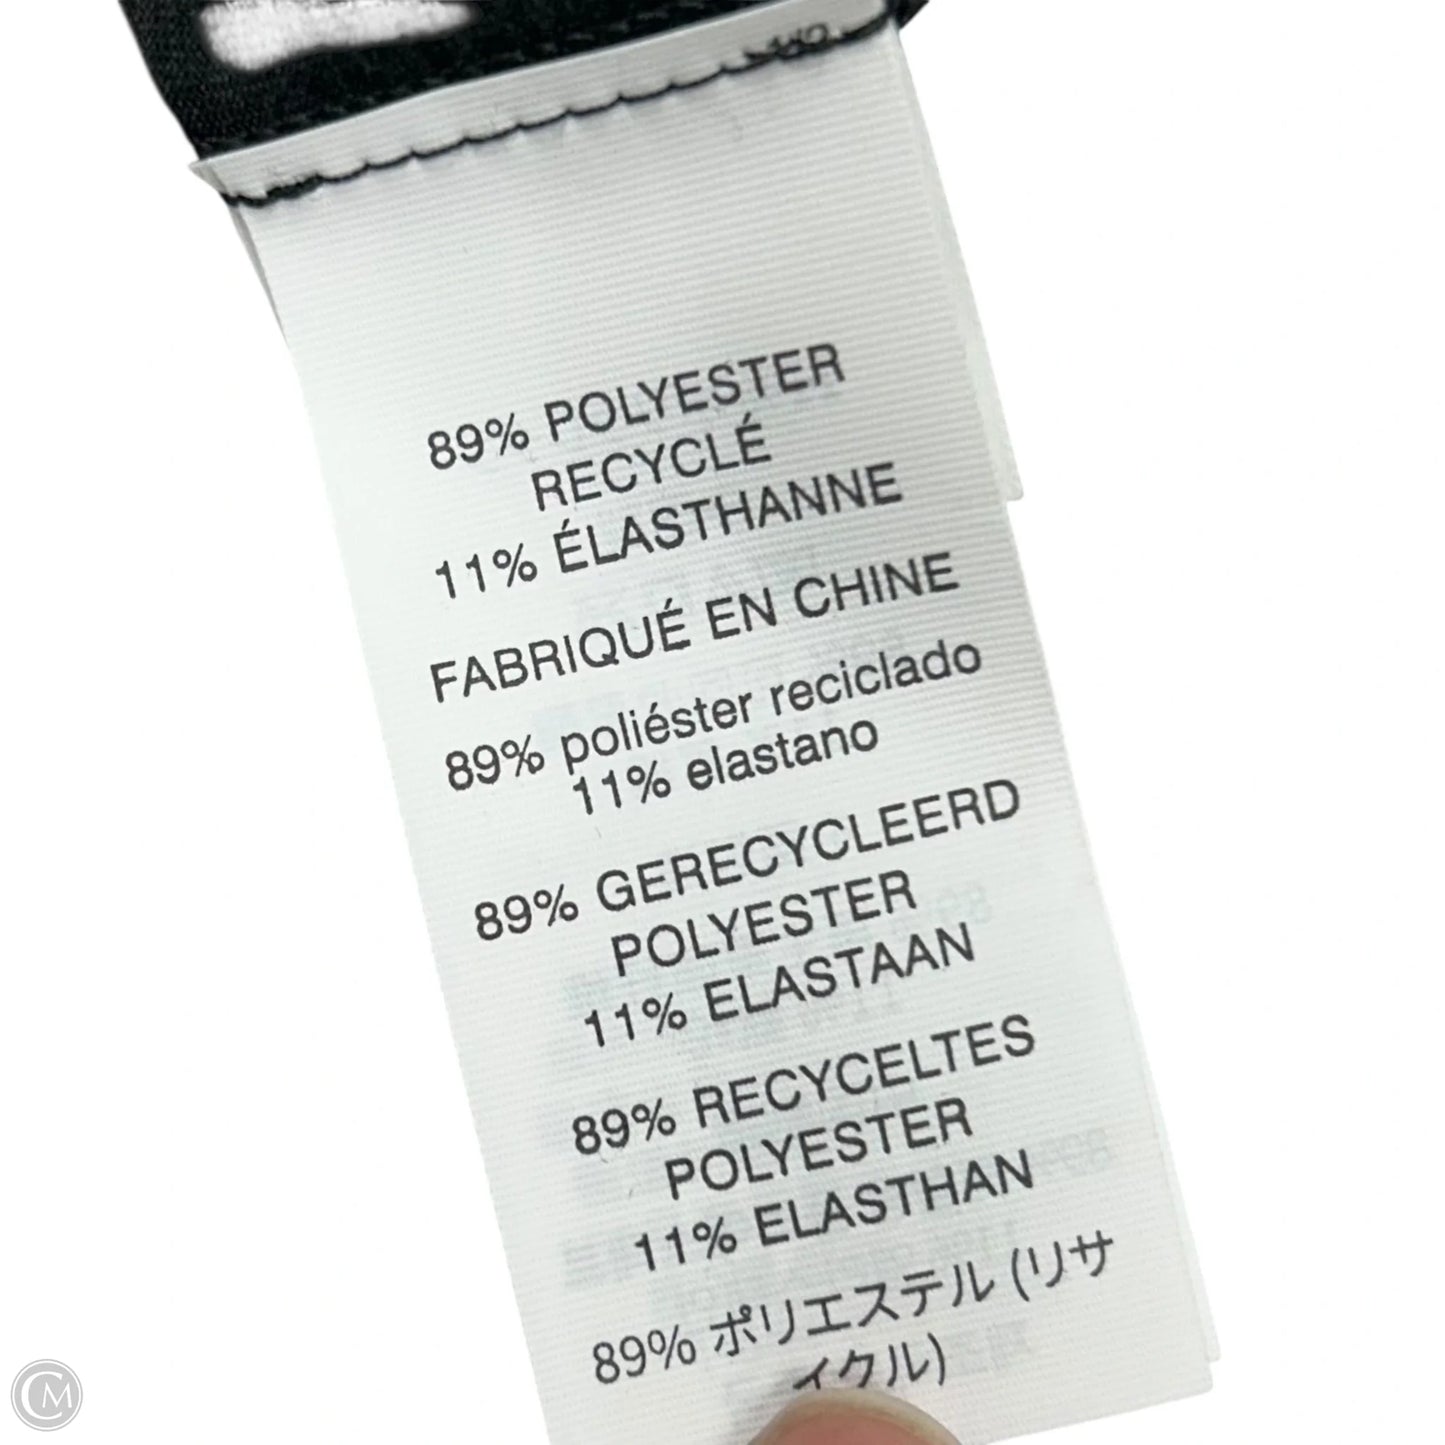 89% POLYESTER
RECYCLÉ
11% ÉLASTHANNE
FABRIQUÉ EN CHINE
89% poliéster reciclado
11% elastano
89% GERECYCLEERD
POLYESTER
11% ELASTAAN
89% RECYCELTES
POLYESTER
11% ELASTHAN
89% ポリエステル (リサ
イクル)
CM